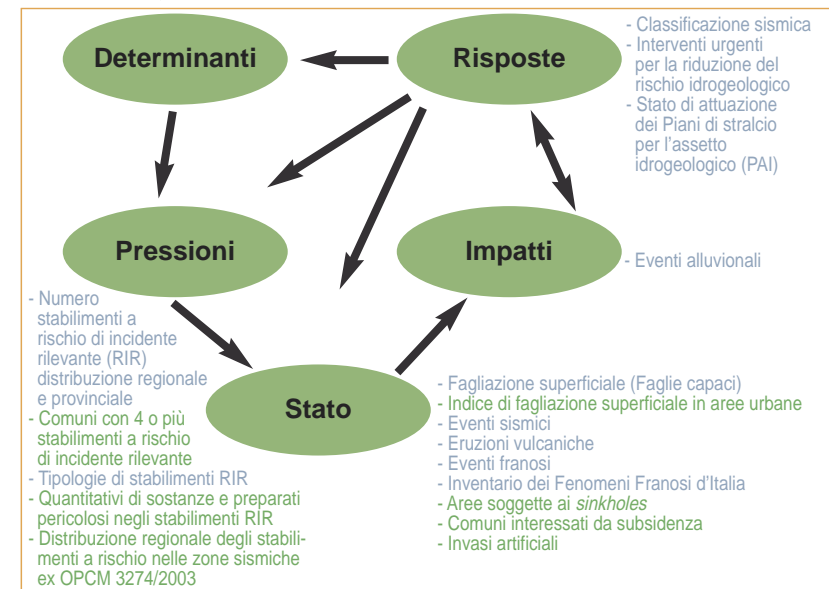 Determinanti
Risposte
- Classificazione sismica
- Interventi urgenti
per la riduzione del
rischio idrogeologico
- Stato di attuazione
dei Piani di stralcio
per l'assetto
idrogeologico (PAI)
Pressioni
Impatti
- Eventi alluvionali
- Numero
stabilimenti a
rischio di incidente
rilevante (RIR)
distribuzione regionale
e provinciale
- Comuni con 4 o più
stabilimenti a rischio
di incidente rilevante
- Tipologie di stabilimenti RIR
- Quantitativi di sostanze e preparati
pericolosi negli stabilimenti RIR
- Distribuzione regionale degli stabili-
menti a rischio nelle zone sismiche
ex OPCM 3274/2003
Stato
- Fagliazione superficiale (Faglie capaci)
- Indice di fagliazione superficiale in aree urbane
- Eventi sismici
- Eruzioni vulcaniche
- Eventi franosi
- Inventario dei Fenomeni Franosi d'Italia
- Aree soggette ai sinkholes
- Comuni interessati da subsidenza
- Invasi artificiali